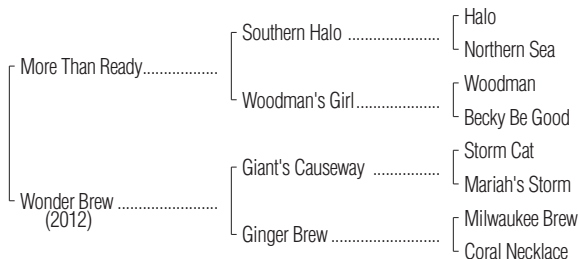 Halo
Southern Halo .......................
Northern Sea
More Than Ready..................
Woodman
Woodman's Girl.....................
Becky Be Good
Storm Cat
Giant's Causeway .................
Mariah's Storm
Wonder Brew ........................
(2012)
Milwaukee Brew
Ginger Brew ...........................
Coral Necklace